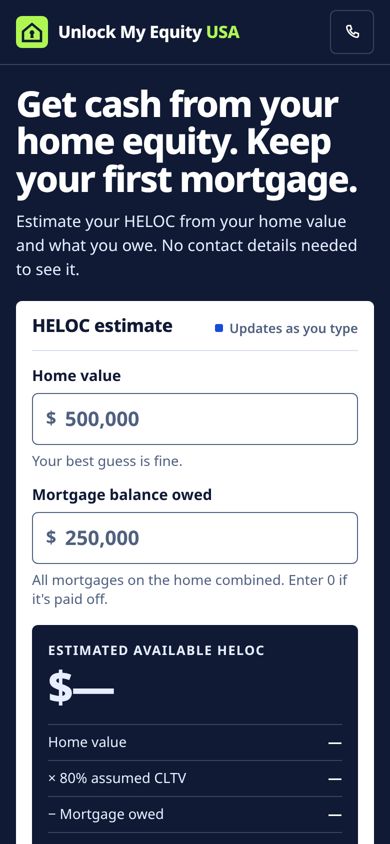 Unlock My Equity USA
Get cash from your
home equity. Keep
your first mortgage.
Estimate your HELOC from your home value
and what you owe. No contact details needed
to see it.
HELOC estimate
Updates as you type
Home value
$ 500,000
Your best guess is fine.
Mortgage balance owed
$ 250,000
All mortgages on the home combined. Enter 0 if
it's paid off.
ESTIMATED AVAILABLE HELOC
$—
Home value —
× 80% assumed CLTV —
− Mortgage owed —